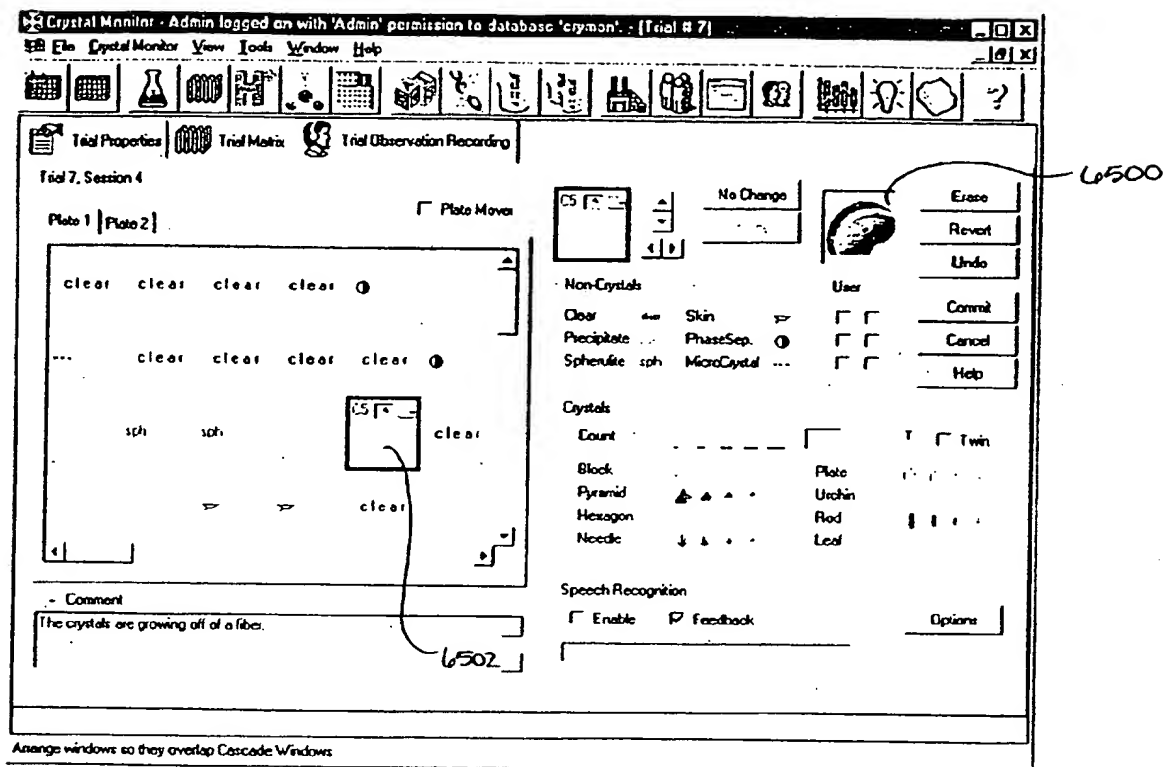 Crystal Monitor - Admin logged on with 'Admin' permission to database 'crymon'. - [Trial # 7]
File Crystal Monitor View Tools Window Help
Trial Properties Trial Matrix Trial Observation Recording
Trial 7, Session 4
Plate 1 Plate 2
Plate Mover
C5
No Change
6500
Erase
Revert
Undo
Commit
Cancel
Help
clear clear clear clear
--- clear clear clear clear
sph sph C5 clear
clear
Non-Crystals User
Clear Skin
Precipitate PhaseSep.
Spherulite sph MicroCrystal ---
Crystals
Count T Twin
Block Plate
Pyramid Urchin
Hexagon Rod
Needle Leaf
- Comment
The crystals are growing off of a fiber.
6502
Speech Recognition
Enable Feedback Options
Arrange windows so they overlap Cascade Windows